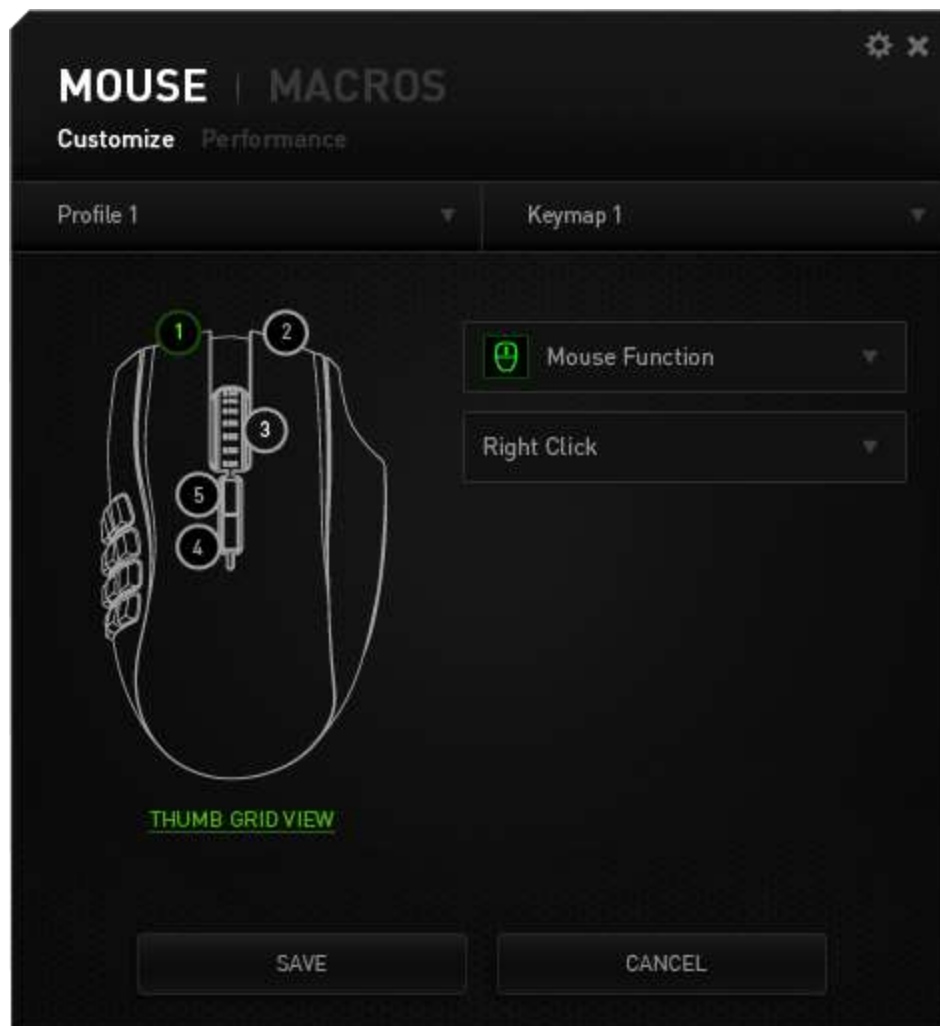 MOUSE | MACROS
Customize Performance
Profile 1 Keymap 1
1 2
Mouse Function
3
Right Click
5
4
THUMB GRID VIEW
SAVE CANCEL